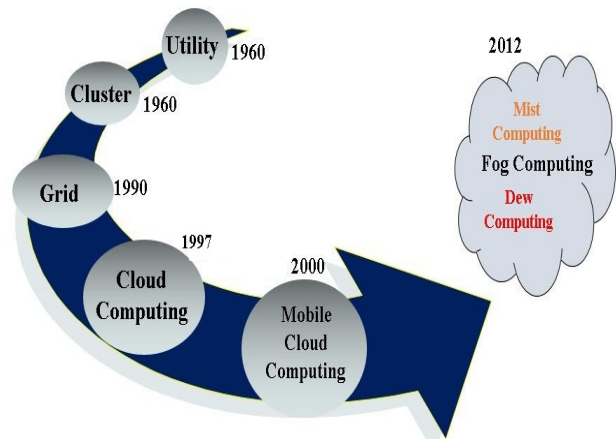 Utility
1960
Cluster
1960
Grid
1990
Cloud
Computing
1997
Mobile
Cloud
Computing
2000
2012
Mist
Computing
Fog Computing
Dew
Computing